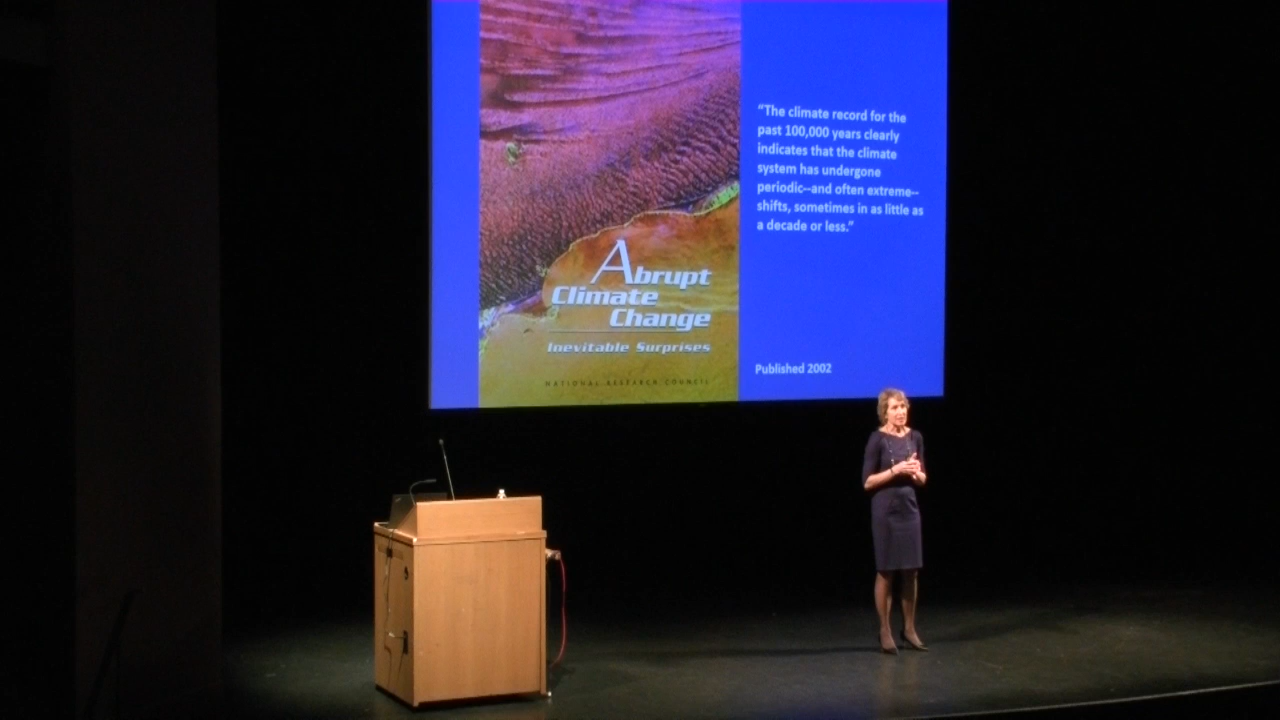 Abrupt
Climate
Change
Inevitable Surprises
NATIONAL RESEARCH COUNCIL
“The climate record for the
past 100,000 years clearly
indicates that the climate
system has undergone
periodic--and often extreme--
shifts, sometimes in as little as
a decade or less.”
Published 2002